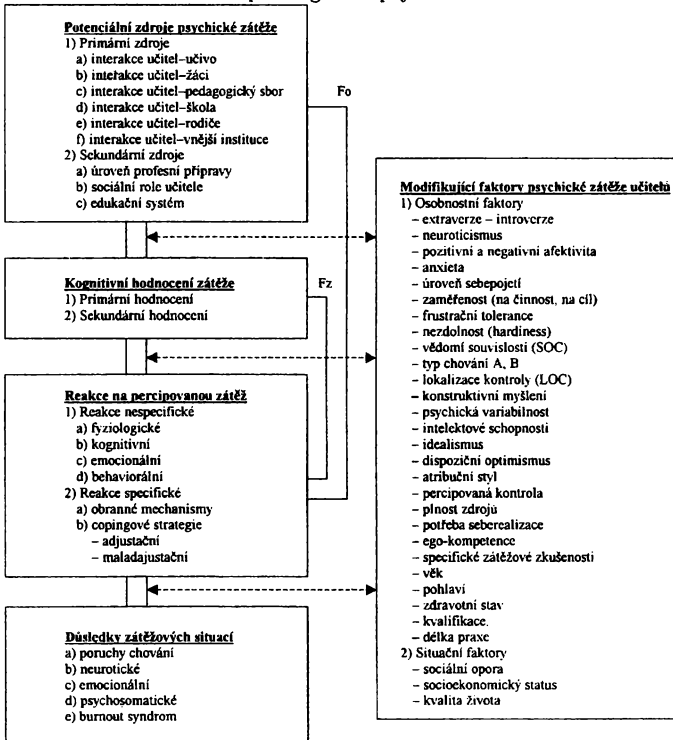 Potenciální zdroje psychické zátěže
1) Primární zdroje
a) interakce učitel–učivo
b) interakce učitel–žáci
c) interakce učitel–pedagogický sbor
d) interakce učitel–škola
e) interakce učitel–rodiče
f) interakce učitel–vnější instituce
2) Sekundární zdroje
a) úroveň profesní přípravy
b) sociální role učitele
c) edukační systém
Fo
Kognitivní hodnocení zátěže
1) Primární hodnocení
2) Sekundární hodnocení
Fz
Reakce na percipovanou zátěž
1) Reakce nespecifické
a) fyziologické
b) kognitivní
c) emocionální
d) behaviorální
2) Reakce specifické
a) obranné mechanismy
b) copingové strategie
– adjustační
– maladajustační
Důsledky zátěžových situací
a) poruchy chování
b) neurotické
c) emocionální
d) psychosomatické
e) burnout syndrom
Modifikující faktory psychické zátěže učitelů
1) Osobnostní faktory
– extraverze – introverze
– neuroticismus
– pozitivní a negativní afektivita
– anxieta
– úroveň sebepojetí
– zaměřenost (na činnost, na cíl)
– frustrační tolerance
– nezdolnost (hardiness)
– vědomí souvislosti (SOC)
– typ chování A, B
– lokalizace kontroly (LOC)
– konstruktivní myšlení
– psychická variabilnost
– intelektové schopnosti
– idealismus
– dispoziční optimismus
– atribuční styl
– percipovaná kontrola
– plnost zdrojů
– potřeba seberealizace
– ego-kompetence
– specifické zátěžové zkušenosti
– věk
– pohlaví
– zdravotní stav
– kvalifikace.
– délka praxe
2) Situační faktory
– sociální opora
– socioekonomický status
– kvalita života